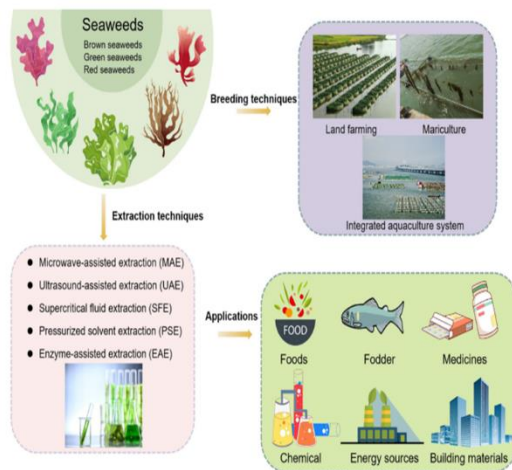 Seaweeds
Brown seaweeds
Green seaweeds
Red seaweeds
Breeding techniques
Land farming
Mariculture
Integrated aquaculture system
Extraction techniques
● Microwave-assisted extraction (MAE)
● Ultrasound-assisted extraction (UAE)
● Supercritical fluid extraction (SFE)
● Pressurized solvent extraction (PSE)
● Enzyme-assisted extraction (EAE)
Applications
FOOD
Foods
Fodder
Medicines
Chemical
Energy sources
Building materials